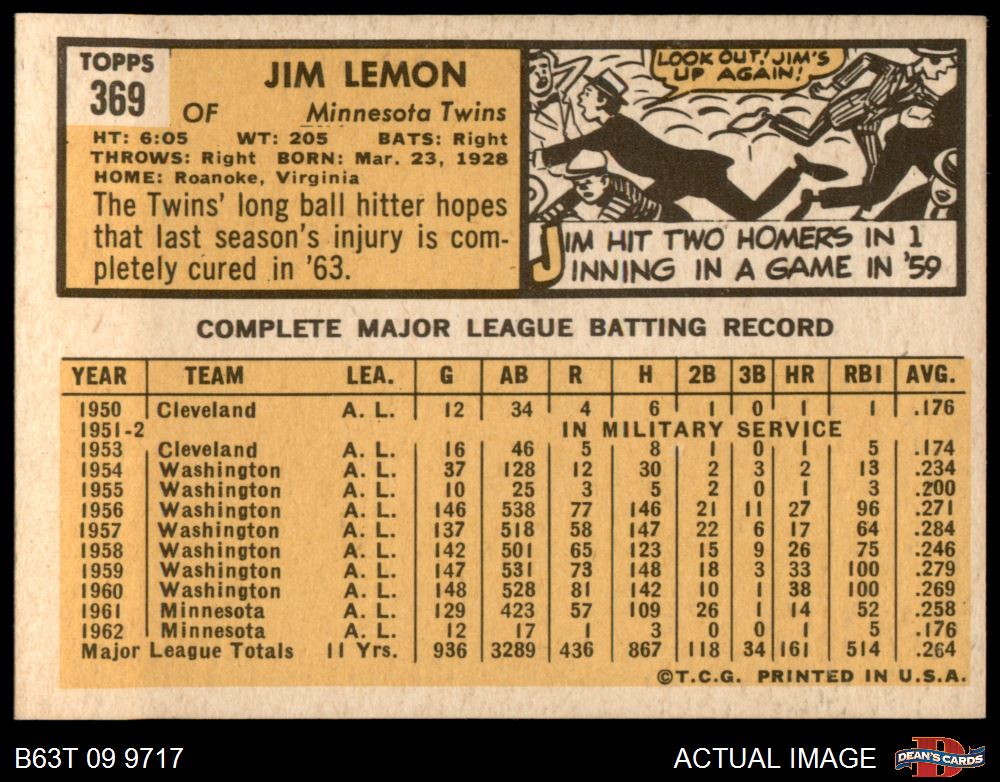 TOPPS
369
JIM LEMON
OF Minnesota Twins
HT: 6:05 WT: 205 BATS: Right
THROWS: Right BORN: Mar. 23, 1928
HOME: Roanoke, Virginia
The Twins' long ball hitter hopes
that last season's injury is com-
pletely cured in '63.
LOOK OUT! JIM'S
UP AGAIN!
JIM HIT TWO HOMERS IN 1
INNING IN A GAME IN '59
COMPLETE MAJOR LEAGUE BATTING RECORD
YEAR TEAM LEA. G AB R H 2B 3B HR RBI AVG.
1950 Cleveland A. L. 12 34 4 6 1 0 1 1 .176
1951-2 IN MILITARY SERVICE
1953 Cleveland A. L. 16 46 5 8 1 0 1 5 .174
1954 Washington A. L. 37 128 12 30 2 3 2 13 .234
1955 Washington A. L. 10 25 3 5 2 0 1 3 .200
1956 Washington A. L. 146 538 77 146 21 11 27 96 .271
1957 Washington A. L. 137 518 58 147 22 6 17 64 .284
1958 Washington A. L. 142 501 65 123 15 9 26 75 .246
1959 Washington A. L. 147 531 73 148 18 3 33 100 .279
1960 Washington A. L. 148 528 81 142 10 1 38 100 .269
1961 Minnesota A. L. 129 423 57 109 26 1 14 52 .258
1962 Minnesota A. L. 12 17 1 3 0 0 1 5 .176
Major League Totals 11 Yrs. 936 3289 436 867 118 34 161 514 .264
©T.C.G. PRINTED IN U.S.A.
B63T 09 9717 ACTUAL IMAGE
D
DEAN'S CARDS